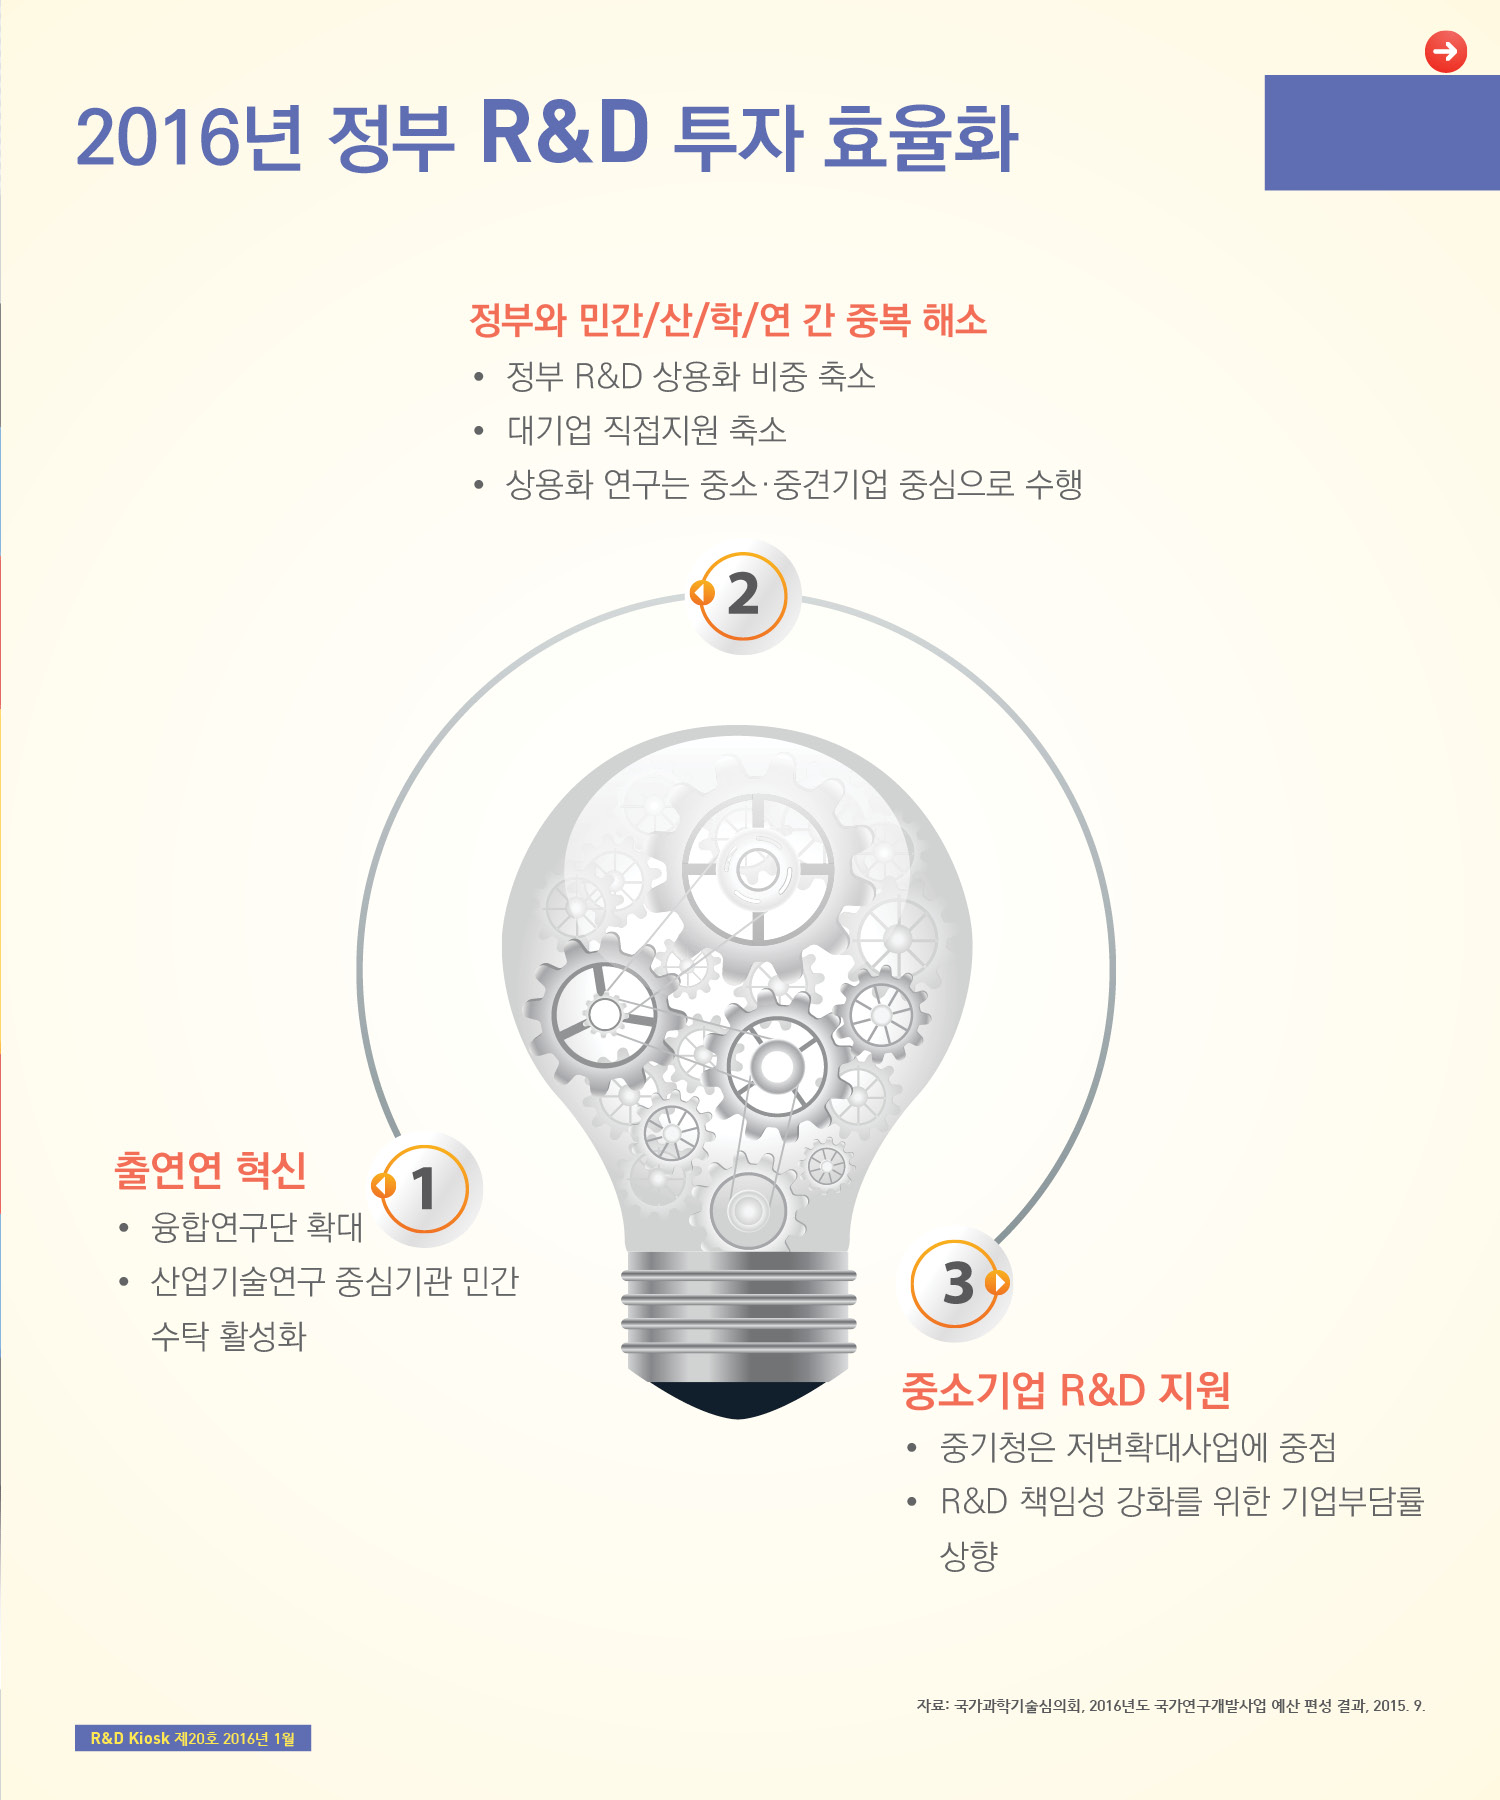 2016년 정부 R&D 투자 효율화
정부와 민간/산/학/연 간 중복 해소
• 정부 R&D 상용화 비중 축소
• 대기업 직접지원 축소
• 상용화 연구는 중소·중견기업 중심으로 수행
2
출연연 혁신
1
• 융합연구단 확대
• 산업기술연구 중심기관 민간
수탁 활성화
3
중소기업 R&D 지원
• 중기청은 저변확대사업에 중점
• R&D 책임성 강화를 위한 기업부담률
상향
자료: 국가과학기술심의회, 2016년도 국가연구개발사업 예산 편성 결과, 2015. 9.
R&D Kiosk 제20호 2016년 1월